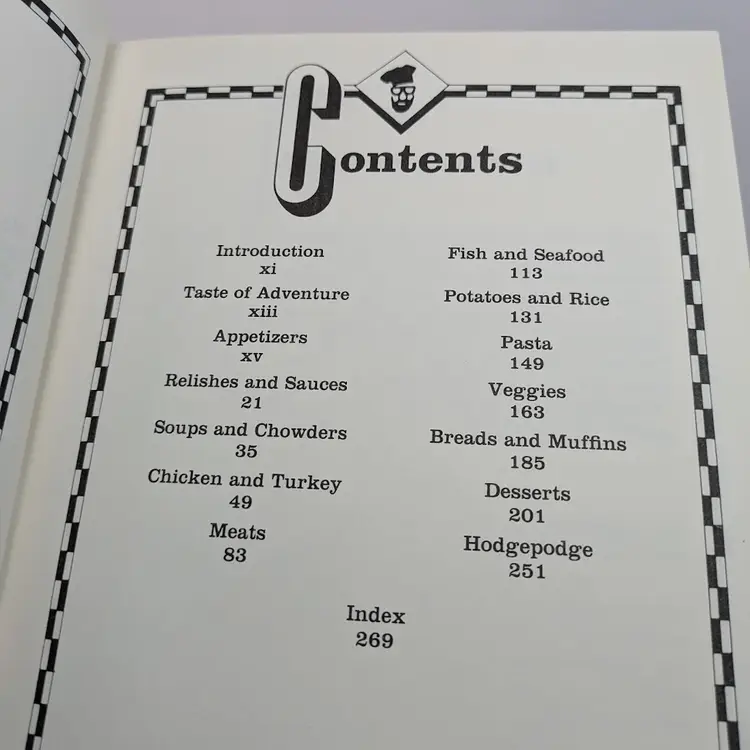 Contents
Introduction
xi
Taste of Adventure
xiii
Appetizers
xv
Relishes and Sauces
21
Soups and Chowders
35
Chicken and Turkey
49
Meats
83
Fish and Seafood
113
Potatoes and Rice
131
Pasta
149
Veggies
163
Breads and Muffins
185
Desserts
201
Hodgepodge
251
Index
269